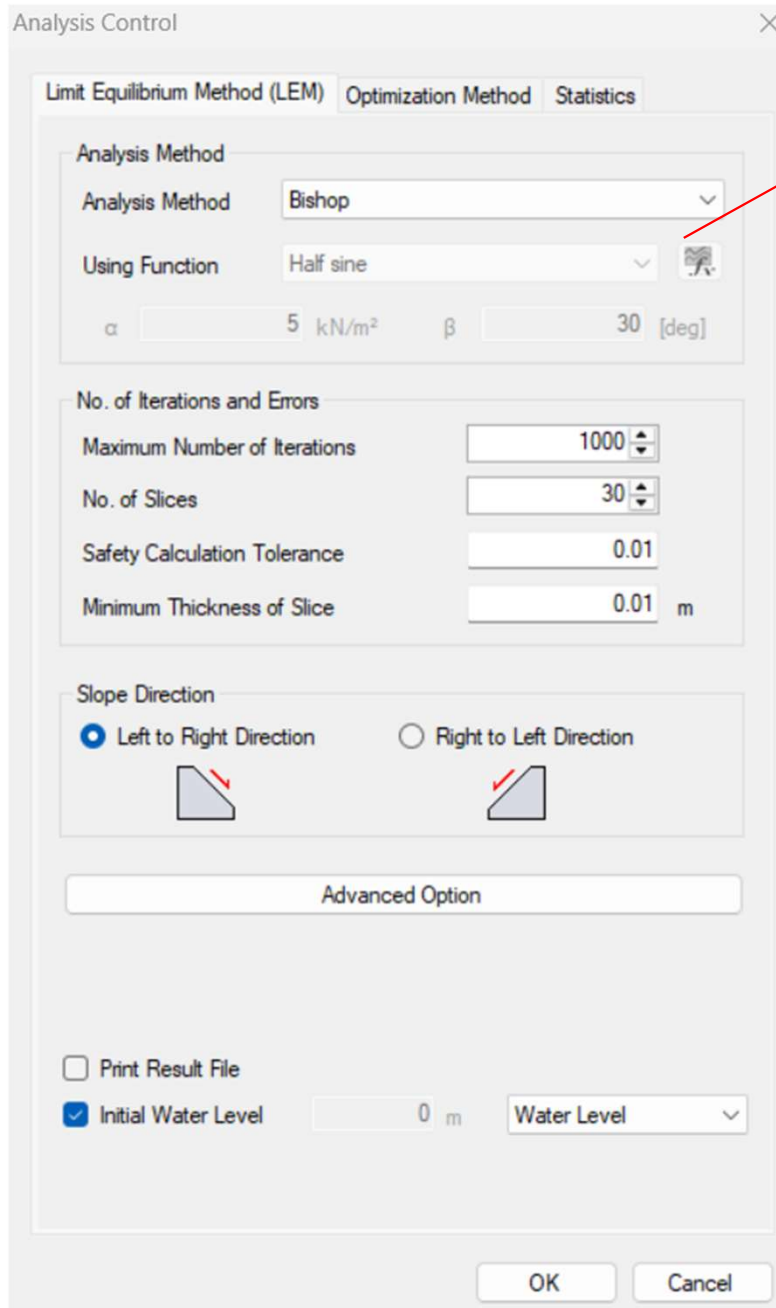 Analysis Control
Limit Equilibrium Method (LEM) Optimization Method Statistics
Analysis Method
Analysis Method Bishop
Using Function Half sine
α 5 kN/m² β 30 [deg]
No. of Iterations and Errors
Maximum Number of Iterations 1000
No. of Slices 30
Safety Calculation Tolerance 0.01
Minimum Thickness of Slice 0.01 m
Slope Direction
Left to Right Direction Right to Left Direction
Advanced Option
Print Result File
Initial Water Level 0 m Water Level
OK Cancel